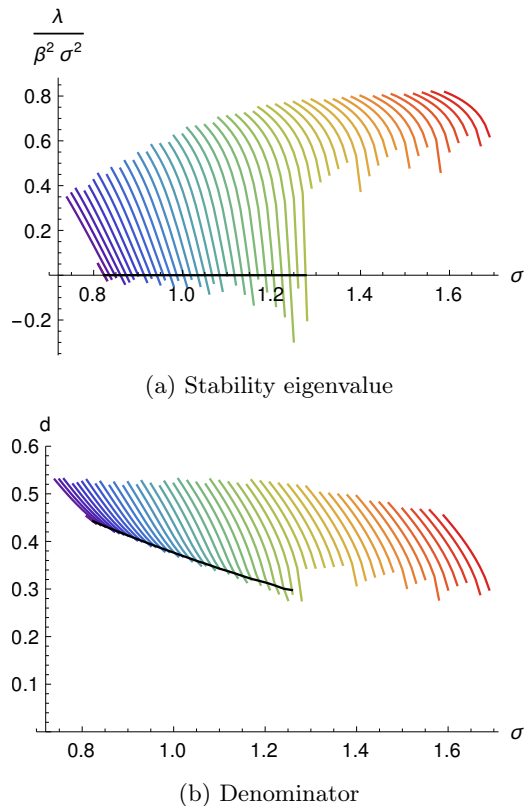 λ
β² σ²
0.8
0.6
0.4
0.2
−0.2
0.8 1.0 1.2 1.4 1.6 σ
(a) Stability eigenvalue
d
0.6
0.5
0.4
0.3
0.2
0.1
0.8 1.0 1.2 1.4 1.6 σ
(b) Denominator